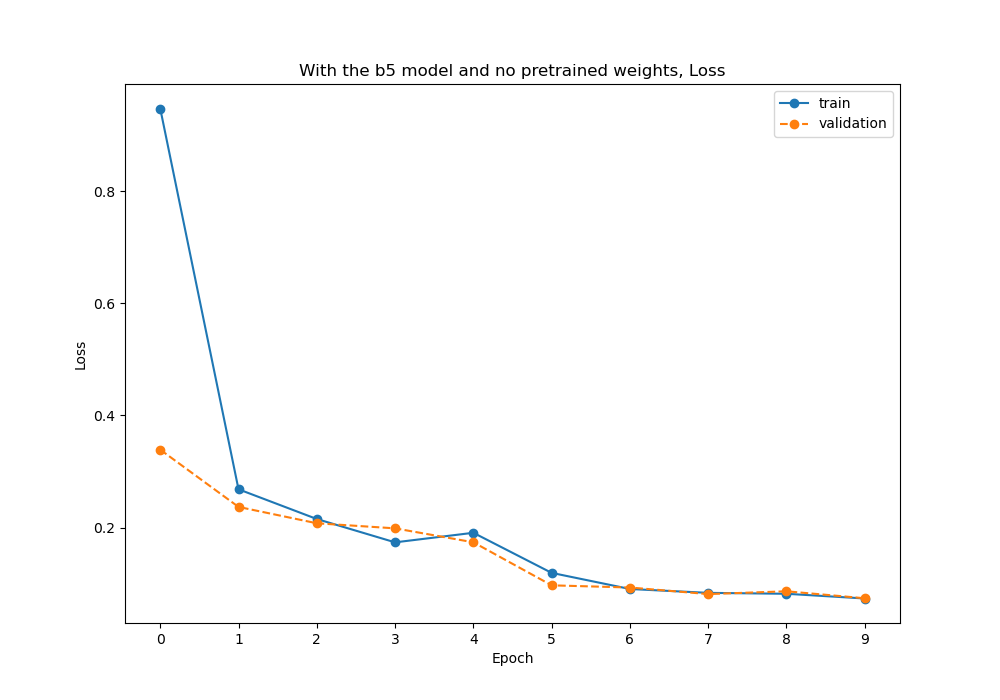 With the b5 model and no pretrained weights, Loss
train
validation
0.8
0.6
0.4
0.2
Loss
0 1 2 3 4 5 6 7 8 9
Epoch